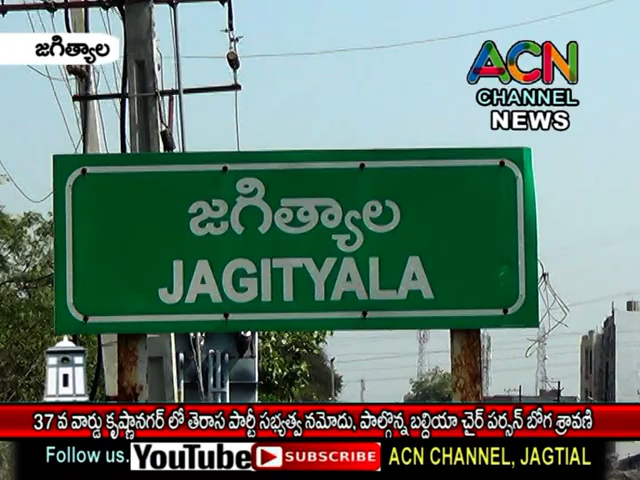 జగిత్యాల
ACN
CHANNEL
NEWS
జగిత్యాల
JAGITYALA
37 వ వార్డు కృష్ణానగర్ లో తెరాస పార్టీ సభ్యత్వ నమోదు, పాల్గొన్న బల్దియా చైర్ పర్సన్ బోగ శ్రావణి
Follow us. YouTube SUBSCRIBE ACN CHANNEL, JAGTIAL